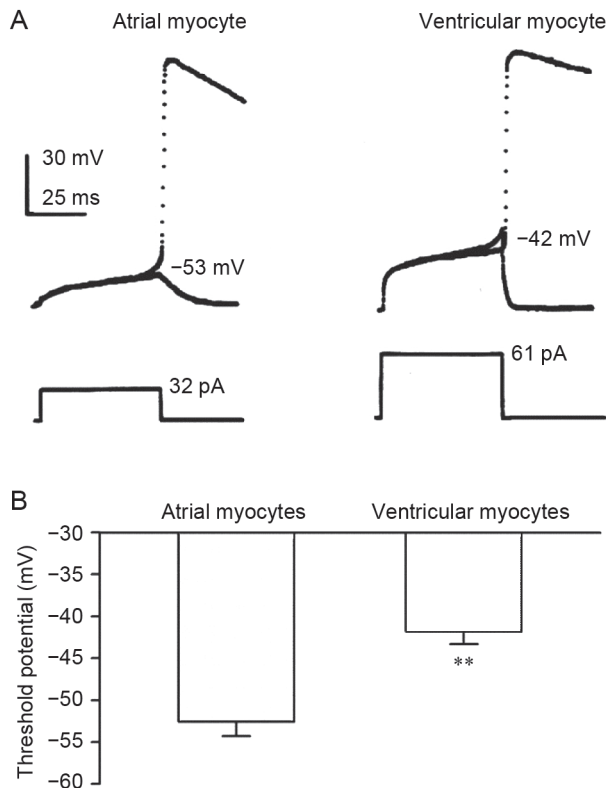 A
Atrial myocyte
Ventricular myocyte
30 mV
25 ms
−53 mV
−42 mV
32 pA
61 pA
B
Atrial myocytes
Ventricular myocytes
Threshold potential (mV)
−30
−35
−40
−45
−50
−55
−60
**